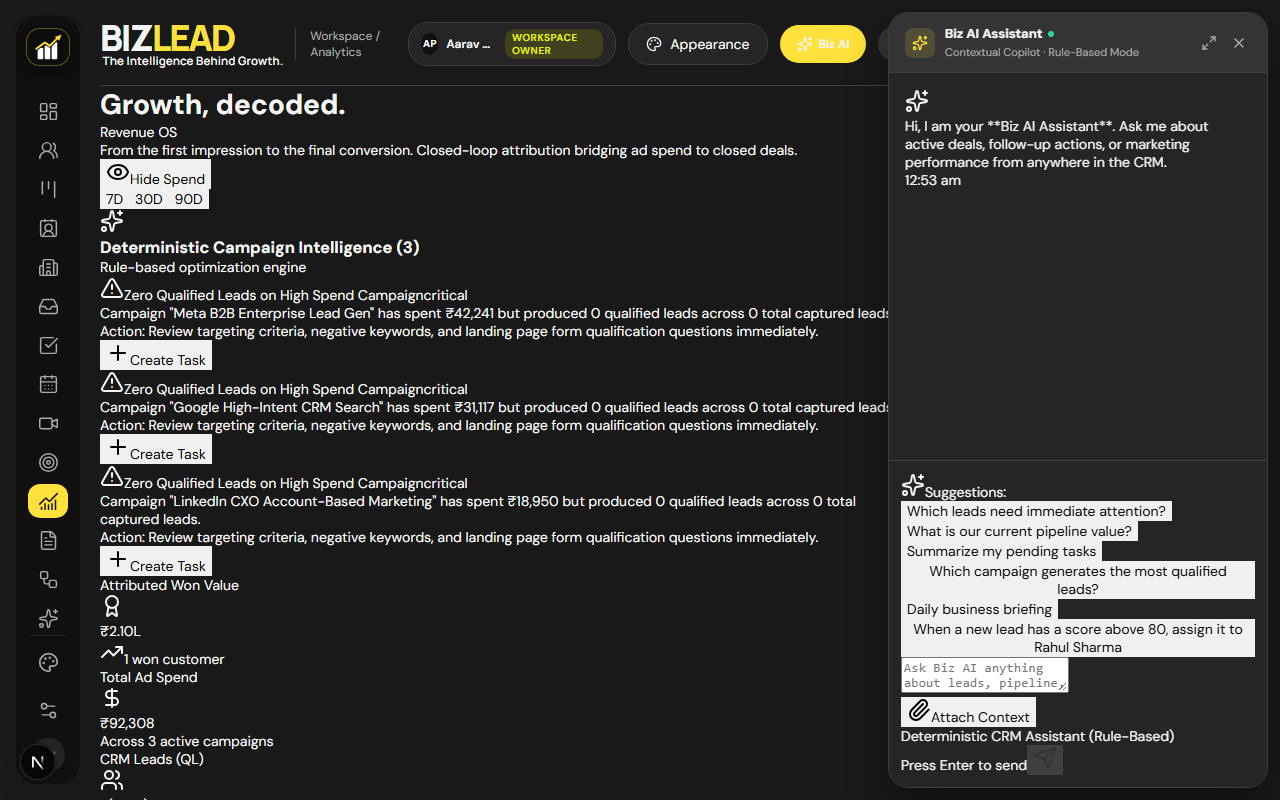 BIZLEAD
The Intelligence Behind Growth.
Workspace /
Analytics
AP Aarav ...
WORKSPACE
OWNER
Appearance
Biz AI
Growth, decoded.
Revenue OS
From the first impression to the final conversion. Closed-loop attribution bridging ad spend to closed deals.
Hide Spend
7D 30D 90D
Deterministic Campaign Intelligence (3)
Rule-based optimization engine
Zero Qualified Leads on High Spend Campaigncritical
Campaign "Meta B2B Enterprise Lead Gen" has spent ₹42,241 but produced 0 qualified leads across 0 total captured leads
Action: Review targeting criteria, negative keywords, and landing page form qualification questions immediately.
Create Task
Zero Qualified Leads on High Spend Campaigncritical
Campaign "Google High-Intent CRM Search" has spent ₹31,117 but produced 0 qualified leads across 0 total captured leads
Action: Review targeting criteria, negative keywords, and landing page form qualification questions immediately.
Create Task
Zero Qualified Leads on High Spend Campaigncritical
Campaign "LinkedIn CXO Account-Based Marketing" has spent ₹18,950 but produced 0 qualified leads across 0 total
captured leads.
Action: Review targeting criteria, negative keywords, and landing page form qualification questions immediately.
Create Task
Attributed Won Value
₹2.10L
1 won customer
Total Ad Spend
₹92,308
Across 3 active campaigns
CRM Leads (QL)
N
Biz AI Assistant
Contextual Copilot · Rule-Based Mode
Hi, I am your **Biz AI Assistant**. Ask me about
active deals, follow-up actions, or marketing
performance from anywhere in the CRM.
12:53 am
Suggestions:
Which leads need immediate attention?
What is our current pipeline value?
Summarize my pending tasks
Which campaign generates the most qualified
leads?
Daily business briefing
When a new lead has a score above 80, assign it to
Rahul Sharma
Ask Biz AI anything
about leads, pipeline,
Attach Context
Deterministic CRM Assistant (Rule-Based)
Press Enter to send